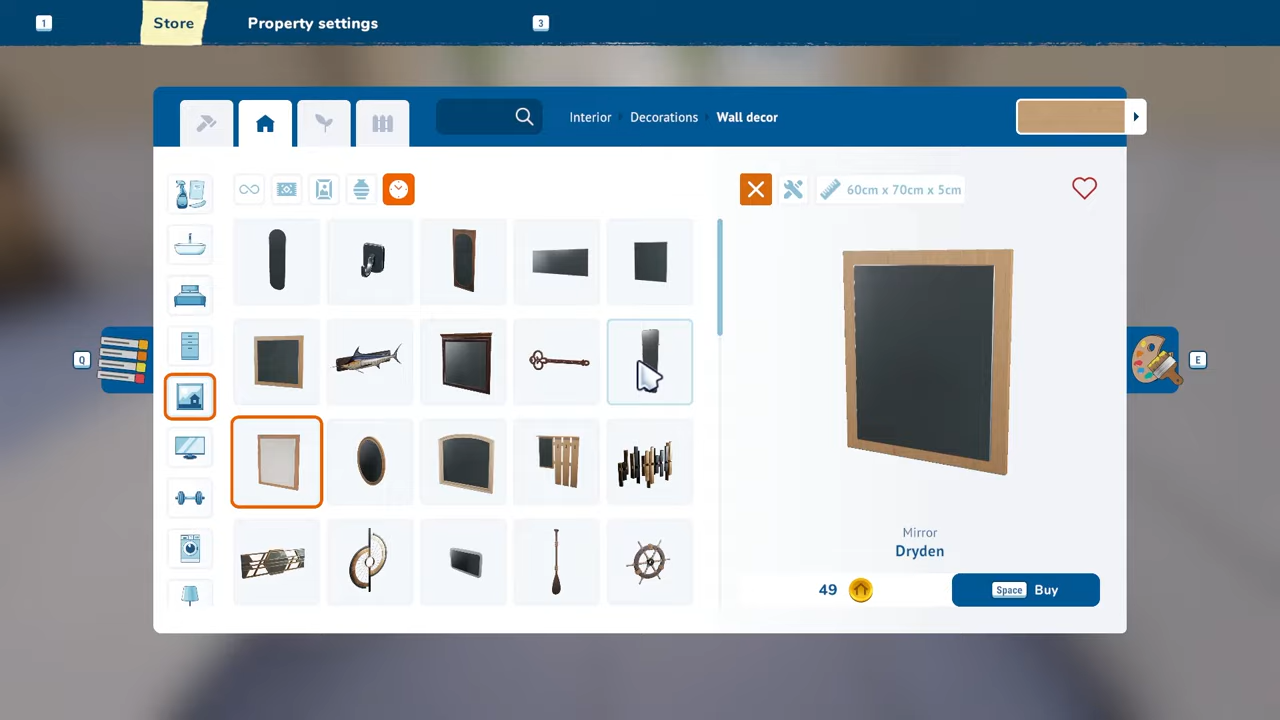 1
Store
Property settings
3
Interior
Decorations
Wall decor
60cm x 70cm x 5cm
Q
E
Mirror
Dryden
49
Space
Buy